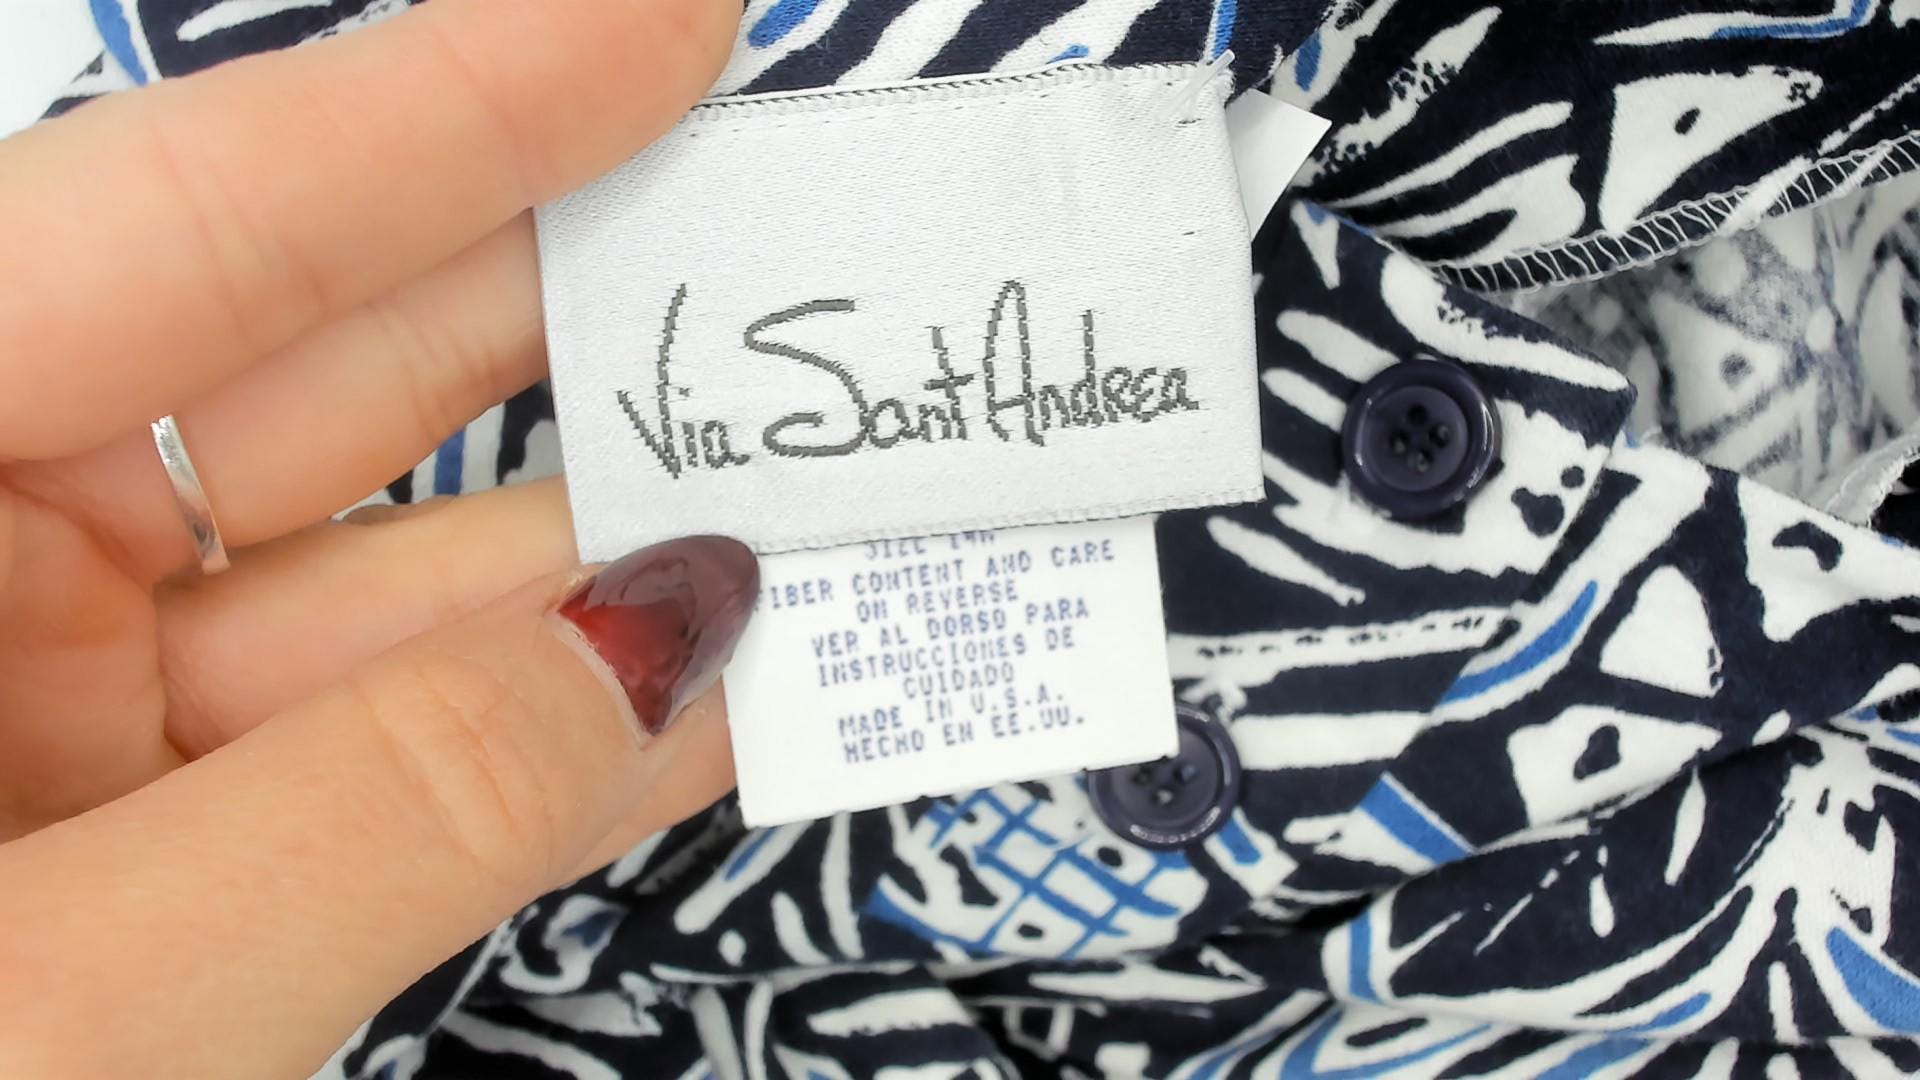 Via Sant Andrea
SIZE 14W
FIBER CONTENT AND CARE
ON REVERSE
VER AL DORSO PARA
INSTRUCCIONES DE
CUIDADO
MADE IN U.S.A.
HECHO EN EE.UU.